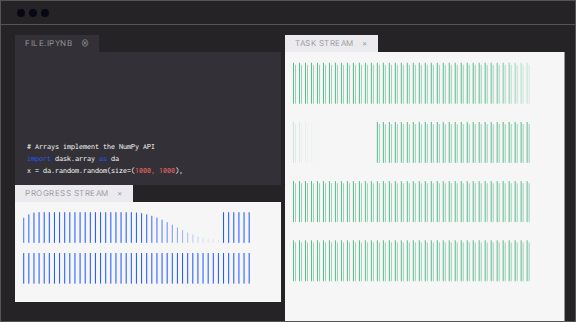 FILE.IPYNB
TASK STREAM ×
# Arrays implement the NumPy API
import dask.array as da
x = da.random.random(size=(1000, 1000),
PROGRESS STREAM ×